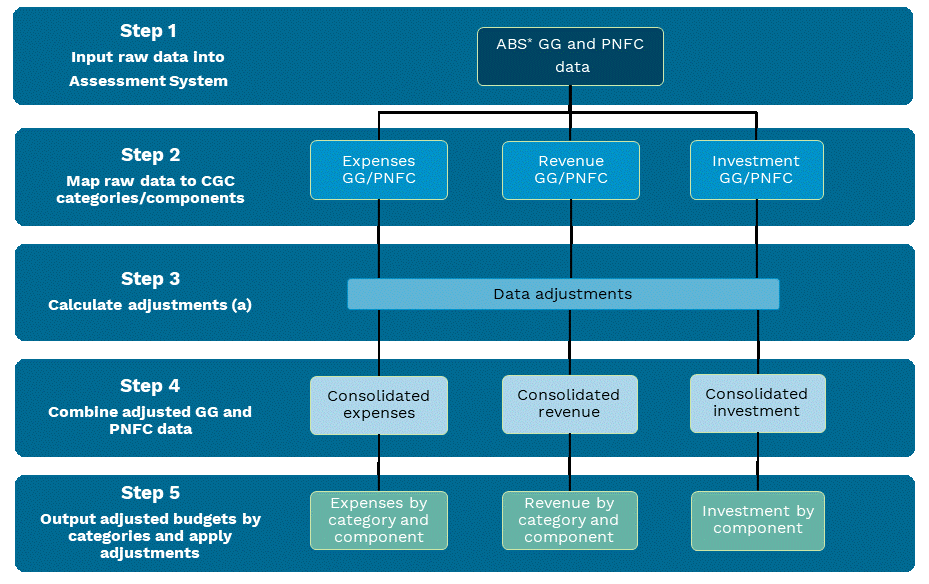 Step 1
Input raw data into
Assessment System
ABS* GG and PNFC
data
Step 2
Map raw data to CGC
categories/components
Expenses
GG/PNFC
Revenue
GG/PNFC
Investment
GG/PNFC
Step 3
Calculate adjustments (a)
Data adjustments
Step 4
Combine adjusted GG and
PNFC data
Consolidated
expenses
Consolidated
revenue
Consolidated
investment
Step 5
Output adjusted budgets by
categories and apply
adjustments
Expenses by
category and
component
Revenue by
category and
component
Investment by
component